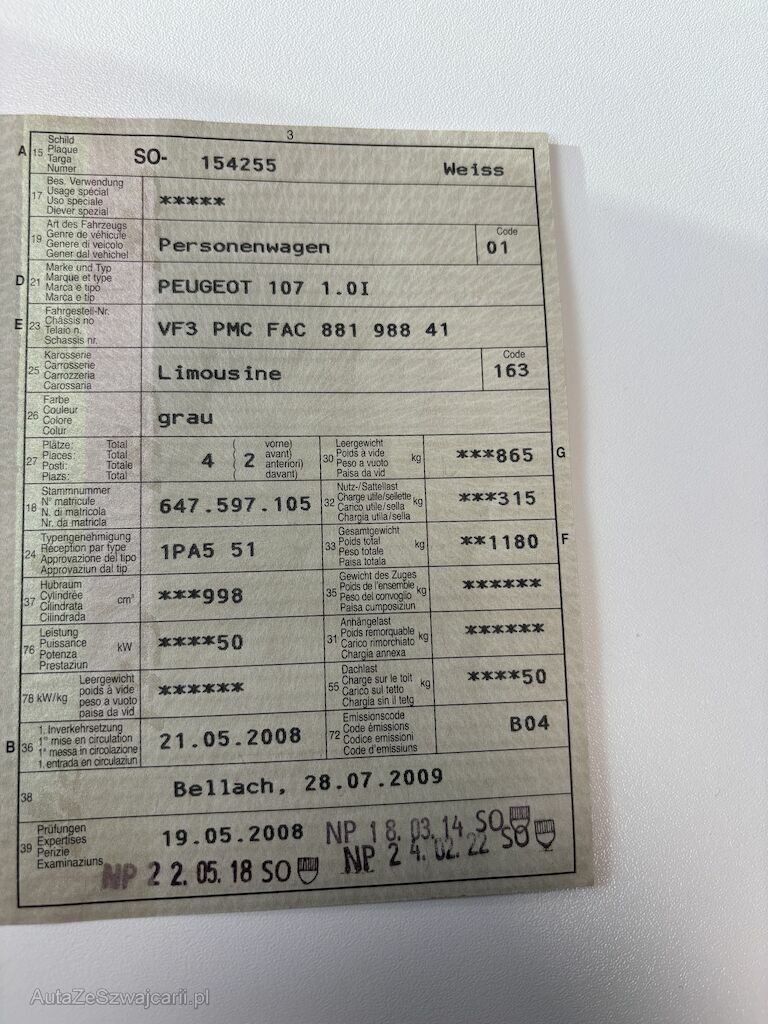 3
A 15 Schild
Plaque
Targa
Numer
SO- 154255 Weiss
17 Bes. Verwendung
Usage spécial
Uso speciale
Diever spezial
*****
19 Art des Fahrzeugs
Genre de véhicule
Genere di veicolo
Gener dal vehichel
Personenwagen
Code
01
D 21 Marke und Typ
Marque et type
Marca e tipo
Marca e tip
PEUGEOT 107 1.0I
E 23 Fahrgestell-Nr.
Châssis no
Telaio n.
Schassis nr.
VF3 PMC FAC 881 988 41
25 Karosserie
Carrosserie
Carrozzeria
Carossaria
Limousine
Code
163
26 Farbe
Couleur
Colore
Colur
grau
27 Plätze: Total
Places: Total
Posti: Totale
Plazs: Total
4 ( 2 vorne)
avant)
anteriori)
davant)
30 Leergewicht
Poids à vide
Peso a vuoto
Paisa da vid
kg
***865 G
18 Stammnummer
N° matricule
N. di matricola
Nr. da matricla
647.597.105
32 Nutz-/Sattellast
Charge utile/sellette
Carico utile/sella
Chargia utila/sella
kg
***315
24 Typengenehmigung
Réception par type
Approvazione del tipo
Approvaziun dal tip
1PA5 51
33 Gesamtgewicht
Poids total
Peso totale
Paisa totala
kg
**1180 F
37 Hubraum
Cylindrée
Cilindrata
Cilindrada
cm³
***998
35 Gewicht des Zuges
Poids de l'ensemble
Peso del convoglio
Paisa cumposiziun
kg
******
76 Leistung
Puissance
Potenza
Prestaziun
kW
****50
31 Anhängelast
Poids remorquable
Carico rimorchiato
Chargia annexa
kg
******
78 kW/kg Leergewicht
poids à vide
peso a vuoto
paisa da vid
******
55 Dachlast
Charge sur le toit
Carico sul tetto
Chargia sin il tetg
kg
****50
B 36 1. Inverkehrsetzung
1re mise en circulation
1a messa in circolazione
1. entrada en circulaziun
21.05.2008
72 Emissionscode
Code émissions
Codice emissioni
Code d'emissiuns
B04
38 Bellach, 28.07.2009
39 Prüfungen
Expertises
Perizie
Examinaziuns
19.05.2008 NP 18. 03. 14 SO
NP 22. 05. 18 SO NP 24. 02. 22 SO
AutaZeSzwajcarii.pl